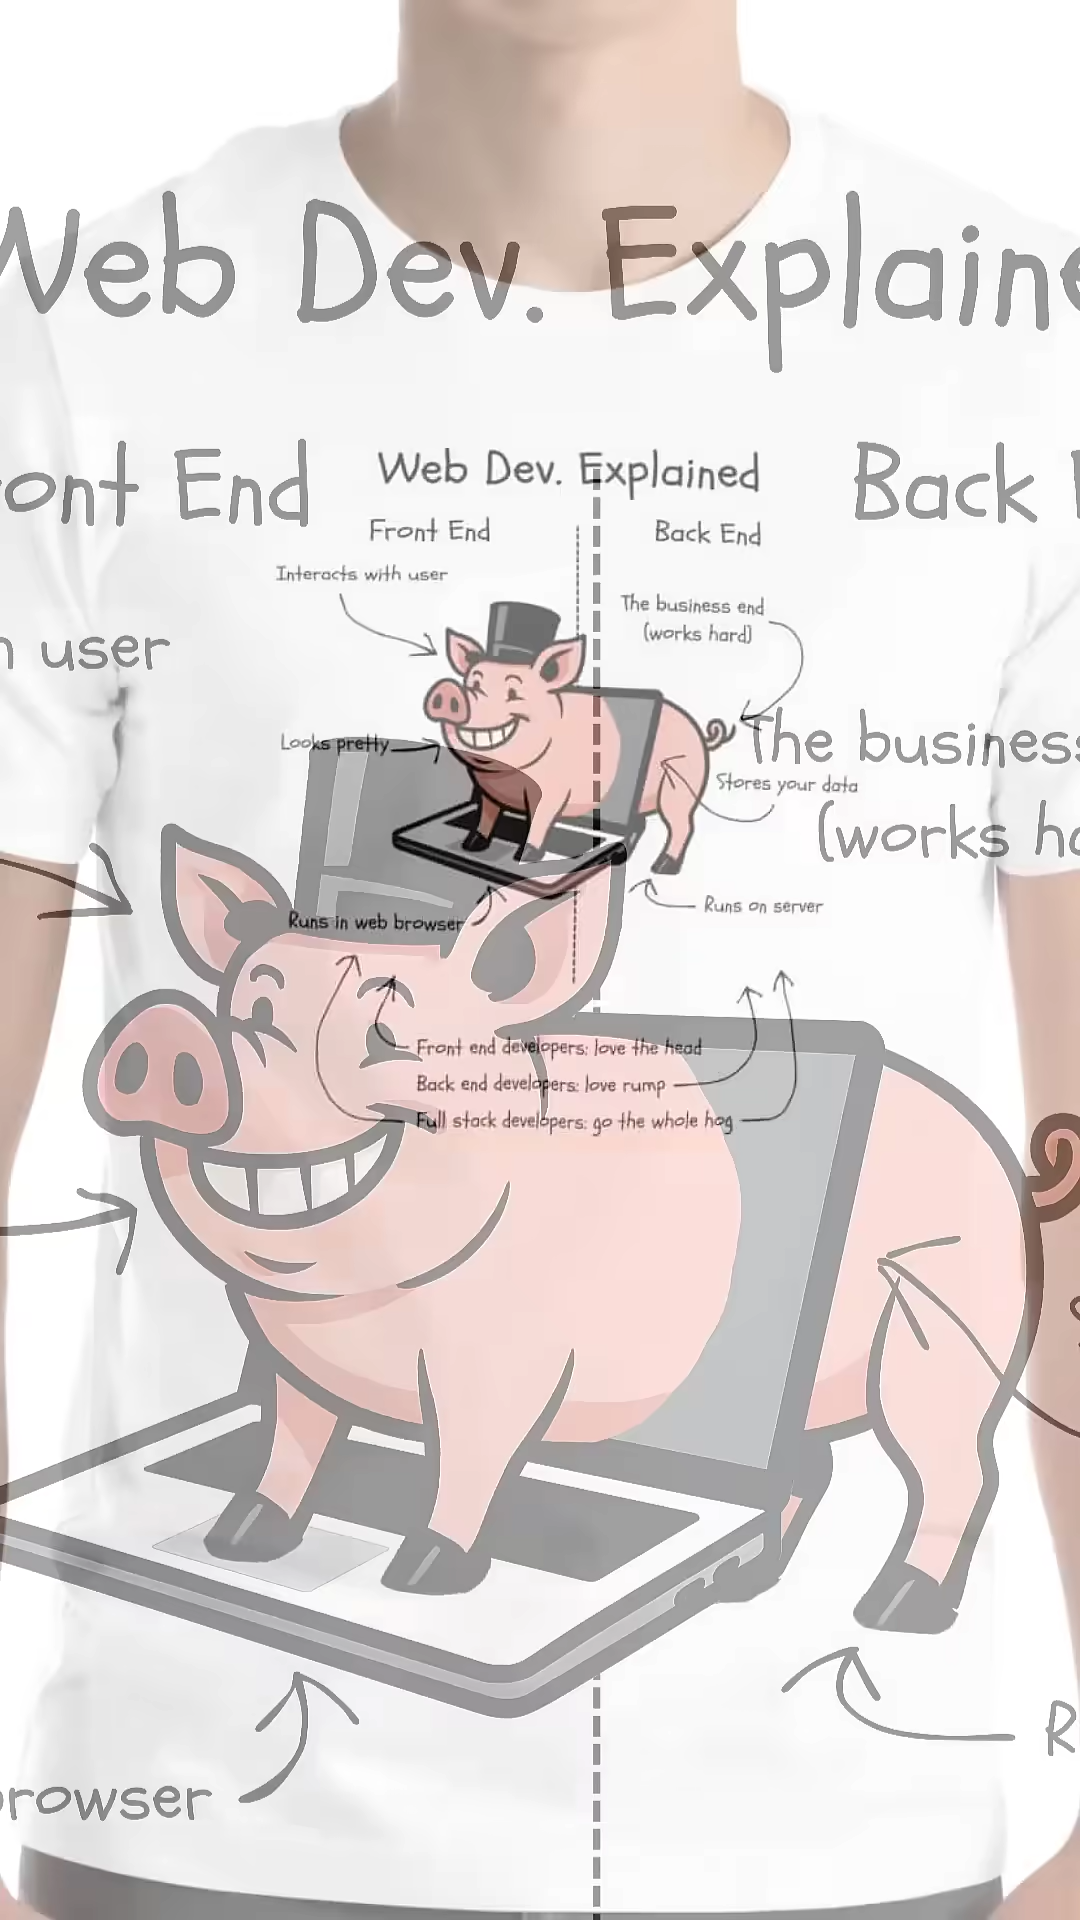 Web Dev. Explaine
ont End
Back E
user
The business
(works ha
rowser
R
Web Dev. Explained
Front End
Back End
Interacts with user
The business end
(works hard)
Looks pretty
Stores your data
Runs in web browser
Runs on server
Front end developers: love the head
Back end developers: love rump
Full stack developers: go the whole hog